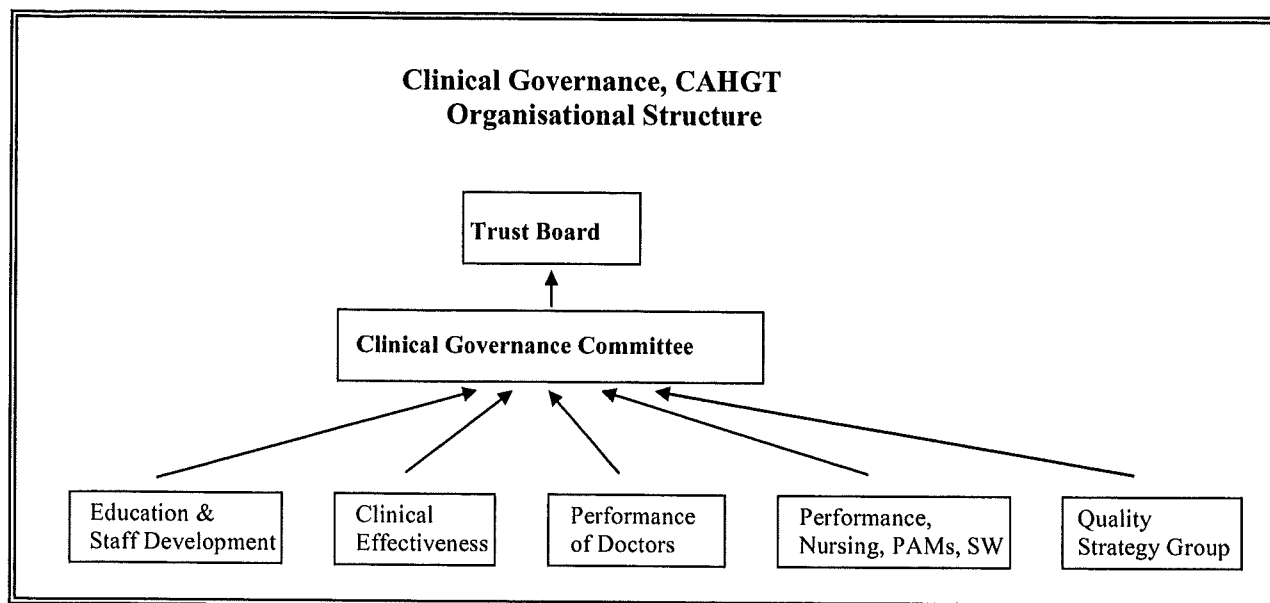 Clinical Governance, CAHGT
Organisational Structure
Trust Board
Clinical Governance Committee
Education &
Staff Development
Clinical
Effectiveness
Performance
of Doctors
Performance,
Nursing, PAMs, SW
Quality
Strategy Group